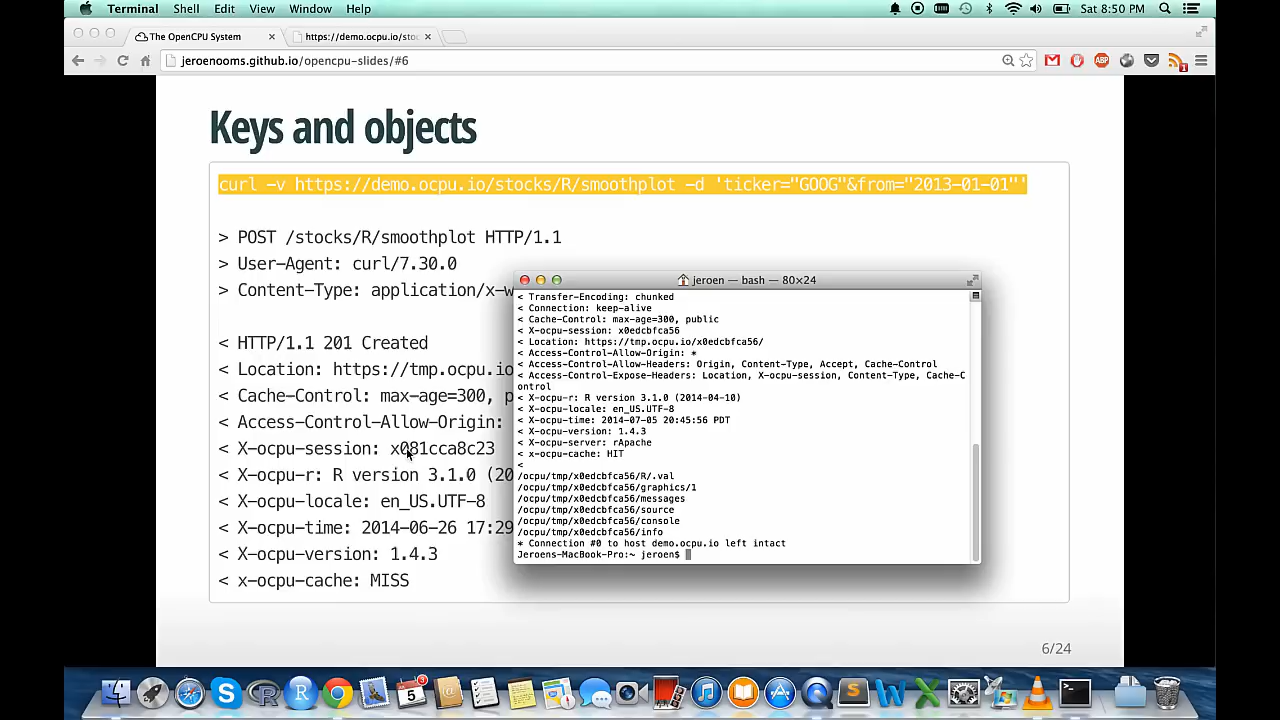 Terminal Shell Edit View Window Help Sat 8:50 PM
The OpenCPU System https://demo.ocpu.io/sto
jeroenooms.github.io/opencpu-slides/#6
Keys and objects
curl -v https://demo.ocpu.io/stocks/R/smoothplot -d 'ticker="GOOG"&from="2013-01-01"'
> POST /stocks/R/smoothplot HTTP/1.1
> User-Agent: curl/7.30.0
> Content-Type: application/x-w
< HTTP/1.1 201 Created
< Location: https://tmp.ocpu.io
< Cache-Control: max-age=300, p
< Access-Control-Allow-Origin:
< X-ocpu-session: x081cca8c23
< X-ocpu-r: R version 3.1.0 (20
< X-ocpu-locale: en_US.UTF-8
< X-ocpu-time: 2014-06-26 17:29
< X-ocpu-version: 1.4.3
< x-ocpu-cache: MISS
jeroen — bash — 80×24
< Transfer-Encoding: chunked
< Connection: keep-alive
< Cache-Control: max-age=300, public
< X-ocpu-session: x0edcbfca56
< Location: https://tmp.ocpu.io/x0edcbfca56/
< Access-Control-Allow-Origin: *
< Access-Control-Allow-Headers: Origin, Content-Type, Accept, Cache-Control
< Access-Control-Expose-Headers: Location, X-ocpu-session, Content-Type, Cache-C
ontrol
< X-ocpu-r: R version 3.1.0 (2014-04-10)
< X-ocpu-locale: en_US.UTF-8
< X-ocpu-time: 2014-07-05 20:45:56 PDT
< X-ocpu-version: 1.4.3
< X-ocpu-server: rApache
< x-ocpu-cache: HIT
<
/ocpu/tmp/x0edcbfca56/R/.val
/ocpu/tmp/x0edcbfca56/graphics/1
/ocpu/tmp/x0edcbfca56/messages
/ocpu/tmp/x0edcbfca56/source
/ocpu/tmp/x0edcbfca56/console
/ocpu/tmp/x0edcbfca56/info
* Connection #0 to host demo.ocpu.io left intact
Jeroens-MacBook-Pro:~ jeroen$
6/24